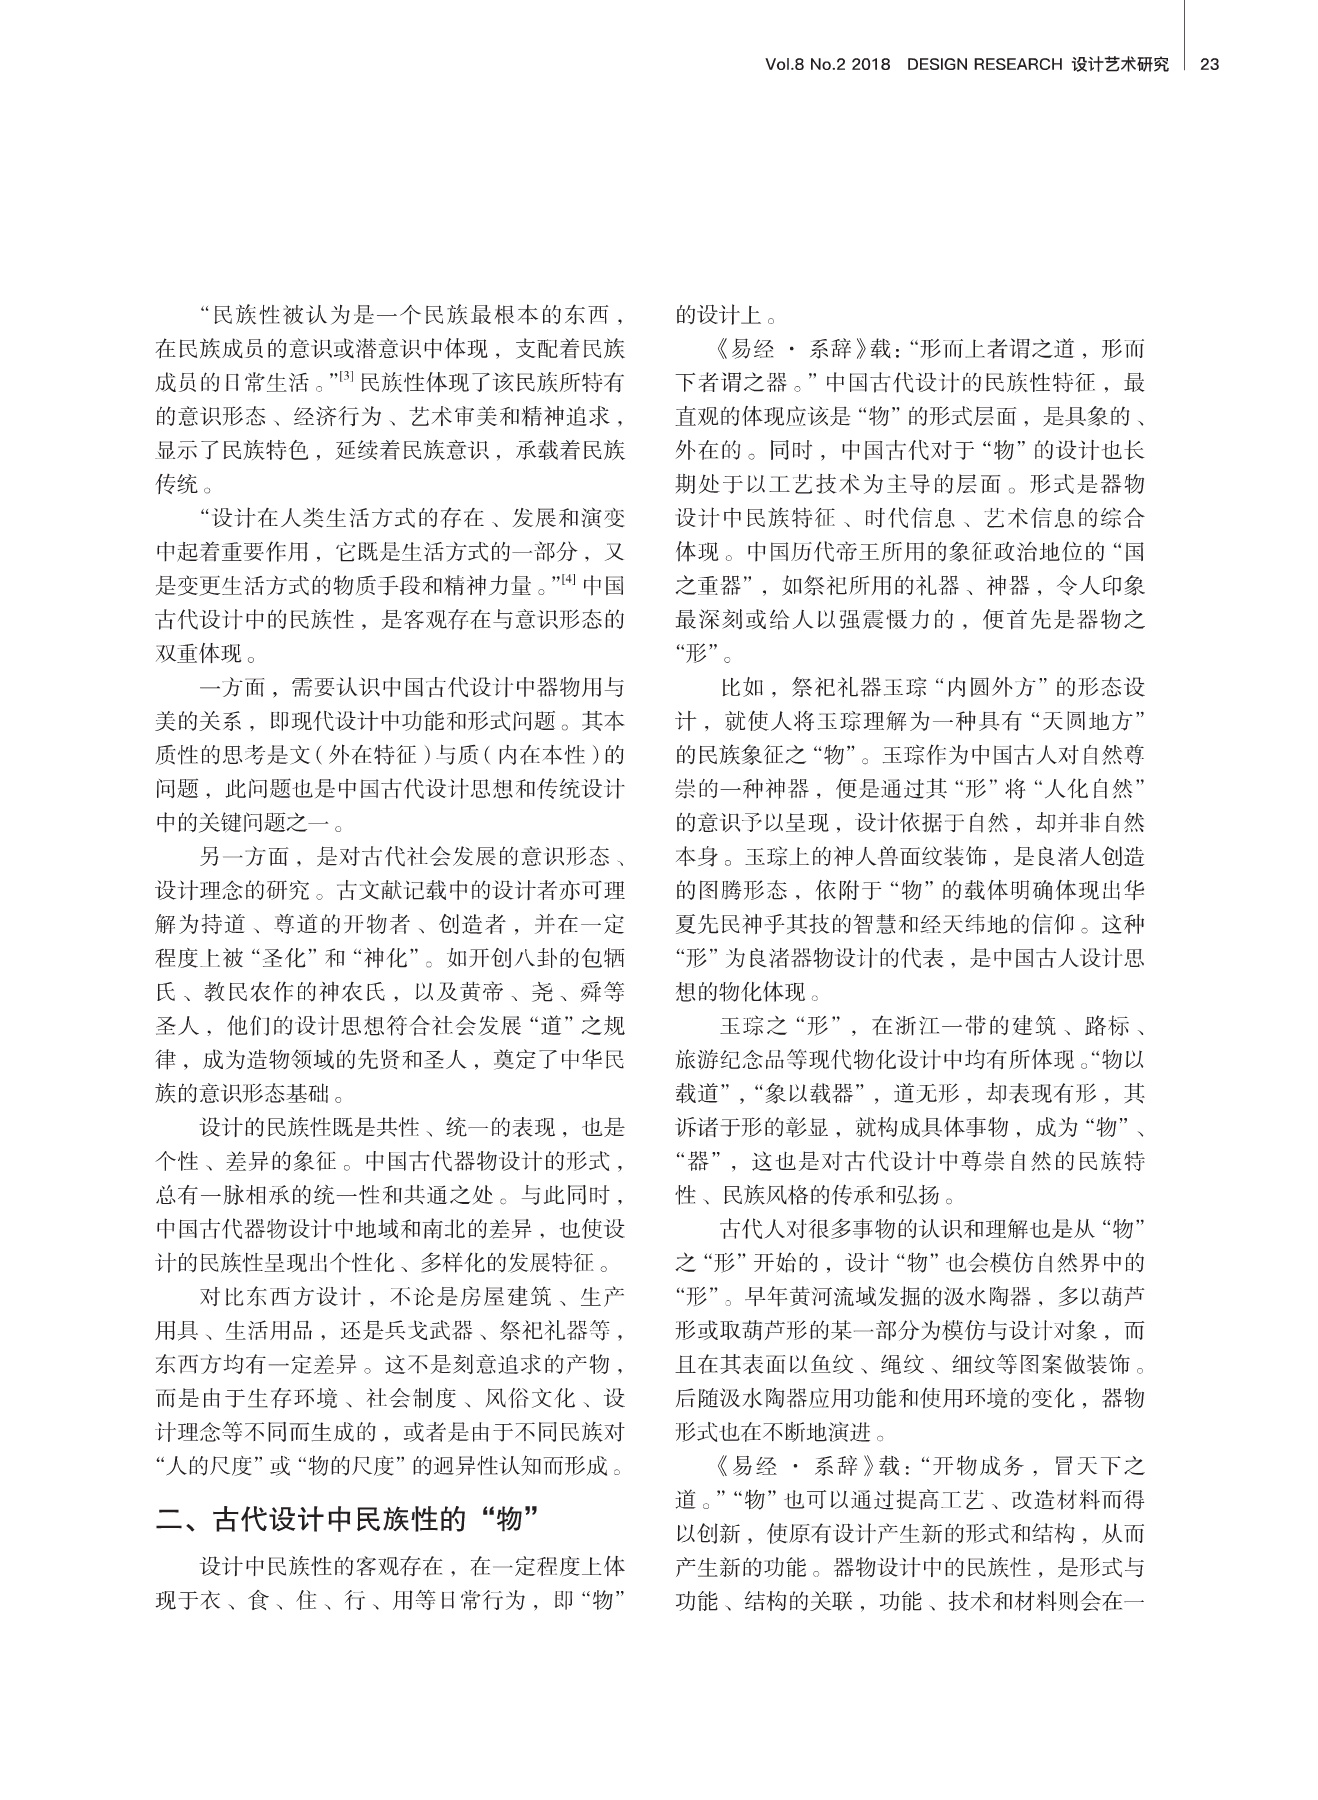 Vol.8 No.2 2018 DESIGN RESEARCH 设计艺术研究 23
“民族性被认为是一个民族最根本的东西，
在民族成员的意识或潜意识中体现，支配着民族
成员的日常生活。”[3] 民族性体现了该民族所特有
的意识形态、经济行为、艺术审美和精神追求，
显示了民族特色，延续着民族意识，承载着民族
传统。
“设计在人类生活方式的存在、发展和演变
中起着重要作用，它既是生活方式的一部分，又
是变更生活方式的物质手段和精神力量。”[4] 中国
古代设计中的民族性，是客观存在与意识形态的
双重体现。
一方面，需要认识中国古代设计中器物用与
美的关系，即现代设计中功能和形式问题。其本
质性的思考是文（外在特征）与质（内在本性）的
问题，此问题也是中国古代设计思想和传统设计
中的关键问题之一。
另一方面，是对古代社会发展的意识形态、
设计理念的研究。古文献记载中的设计者亦可理
解为持道、尊道的开物者、创造者，并在一定
程度上被“圣化”和“神化”。如开创八卦的包牺
氏、教民农作的神农氏，以及黄帝、尧、舜等
圣人，他们的设计思想符合社会发展“道”之规
律，成为造物领域的先贤和圣人，奠定了中华民
族的意识形态基础。
设计的民族性既是共性、统一的表现，也是
个性、差异的象征。中国古代器物设计的形式，
总有一脉相承的统一性和共通之处。与此同时，
中国古代器物设计中地域和南北的差异，也使设
计的民族性呈现出个性化、多样化的发展特征。
对比东西方设计，不论是房屋建筑、生产
用具、生活用品，还是兵戈武器、祭祀礼器等，
东西方均有一定差异。这不是刻意追求的产物，
而是由于生存环境、社会制度、风俗文化、设
计理念等不同而生成的，或者是由于不同民族对
“人的尺度”或“物的尺度”的迥异性认知而形成。
二、古代设计中民族性的“物”
设计中民族性的客观存在，在一定程度上体
现于衣、食、住、行、用等日常行为，即“物”
的设计上。
《易经 · 系辞》载：“形而上者谓之道，形而
下者谓之器。”中国古代设计的民族性特征，最
直观的体现应该是“物”的形式层面，是具象的、
外在的。同时，中国古代对于“物”的设计也长
期处于以工艺技术为主导的层面。形式是器物
设计中民族特征、时代信息、艺术信息的综合
体现。中国历代帝王所用的象征政治地位的“国
之重器”，如祭祀所用的礼器、神器，令人印象
最深刻或给人以强震慑力的，便首先是器物之
“形”。
比如，祭祀礼器玉琮“内圆外方”的形态设
计，就使人将玉琮理解为一种具有“天圆地方”
的民族象征之“物”。玉琮作为中国古人对自然尊
崇的一种神器，便是通过其“形”将“人化自然”
的意识予以呈现，设计依据于自然，却并非自然
本身。玉琮上的神人兽面纹装饰，是良渚人创造
的图腾形态，依附于“物”的载体明确体现出华
夏先民神乎其技的智慧和经天纬地的信仰。这种
“形”为良渚器物设计的代表，是中国古人设计思
想的物化体现。
玉琮之“形”，在浙江一带的建筑、路标、
旅游纪念品等现代物化设计中均有所体现。“物以
载道”，“象以载器”，道无形，却表现有形，其
诉诸于形的彰显，就构成具体事物，成为“物”、
“器”，这也是对古代设计中尊崇自然的民族特
性、民族风格的传承和弘扬。
古代人对很多事物的认识和理解也是从“物”
之“形”开始的，设计“物”也会模仿自然界中的
“形”。早年黄河流域发掘的汲水陶器，多以葫芦
形或取葫芦形的某一部分为模仿与设计对象，而
且在其表面以鱼纹、绳纹、细纹等图案做装饰。
后随汲水陶器应用功能和使用环境的变化，器物
形式也在不断地演进。
《易经 · 系辞》载：“开物成务，冒天下之
道。”“物”也可以通过提高工艺、改造材料而得
以创新，使原有设计产生新的形式和结构，从而
产生新的功能。器物设计中的民族性，是形式与
功能、结构的关联，功能、技术和材料则会在一